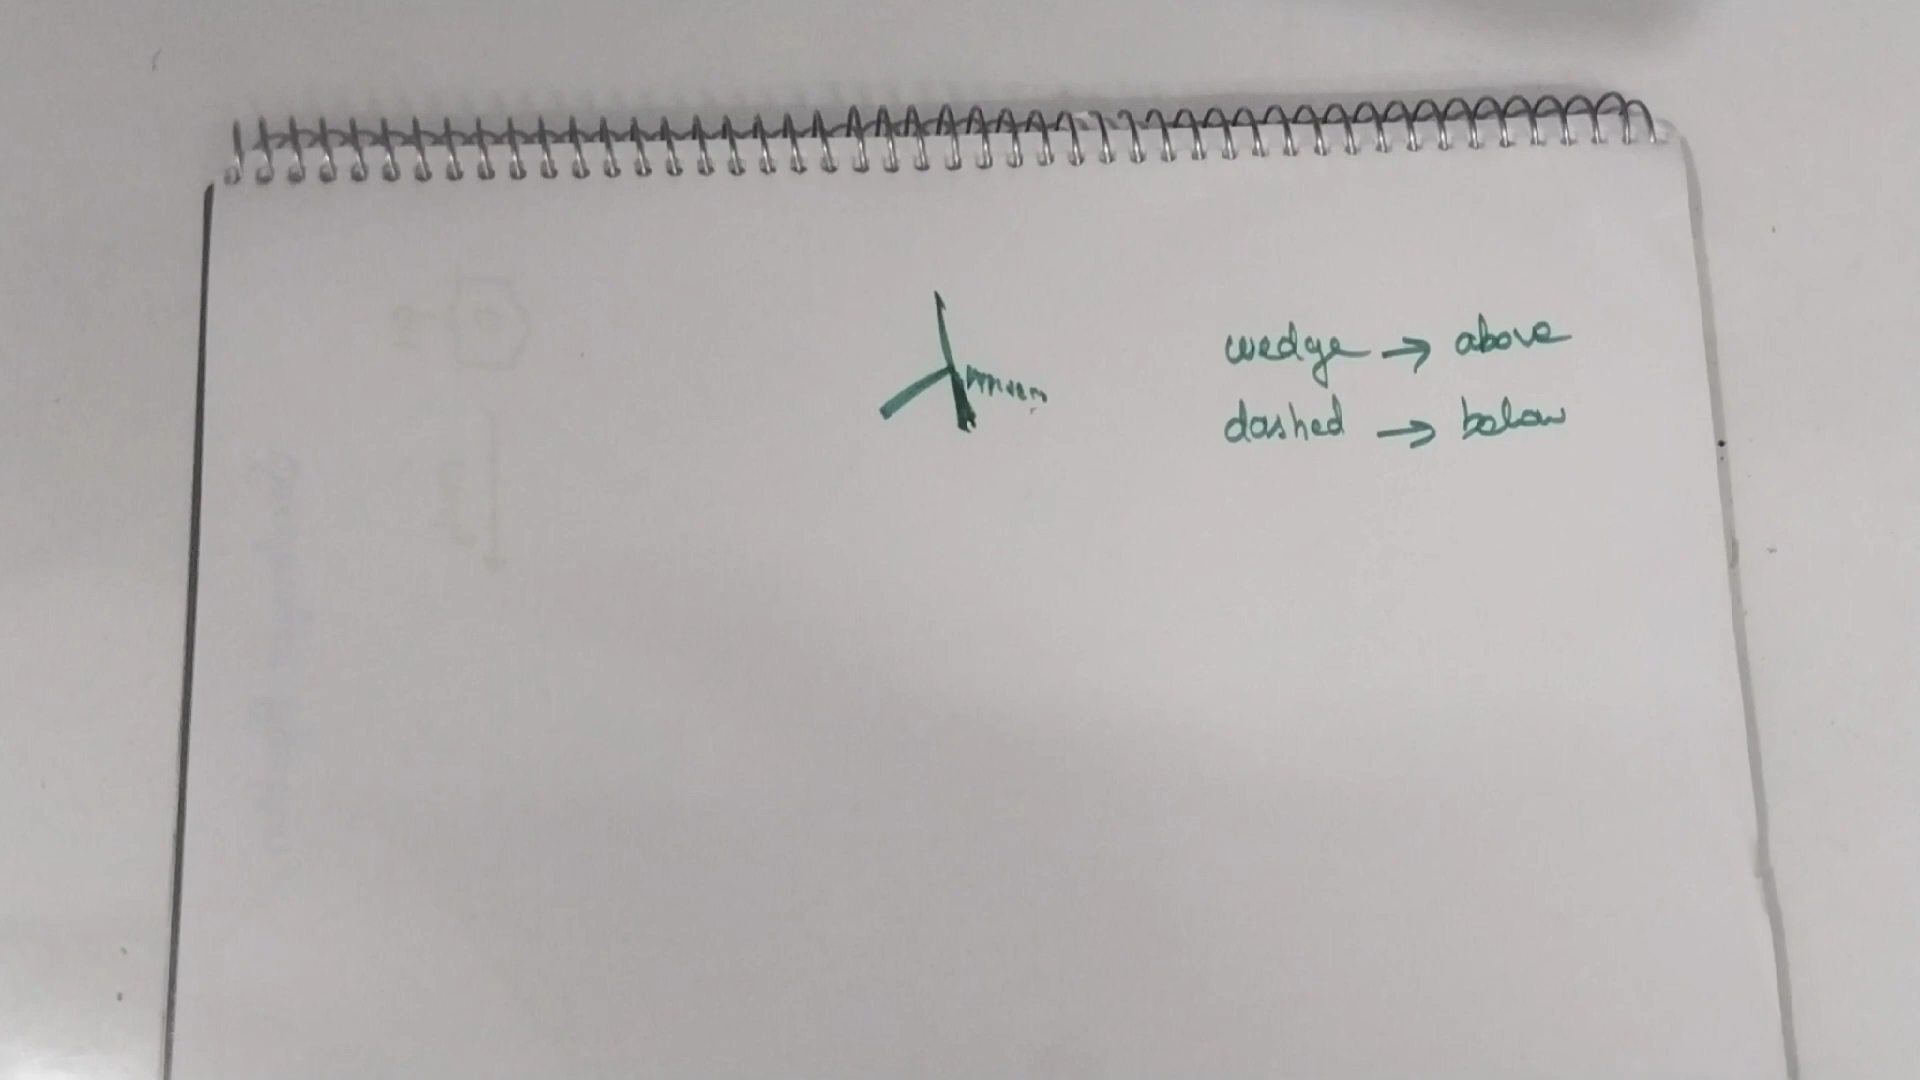 wedge → above
dashed → below